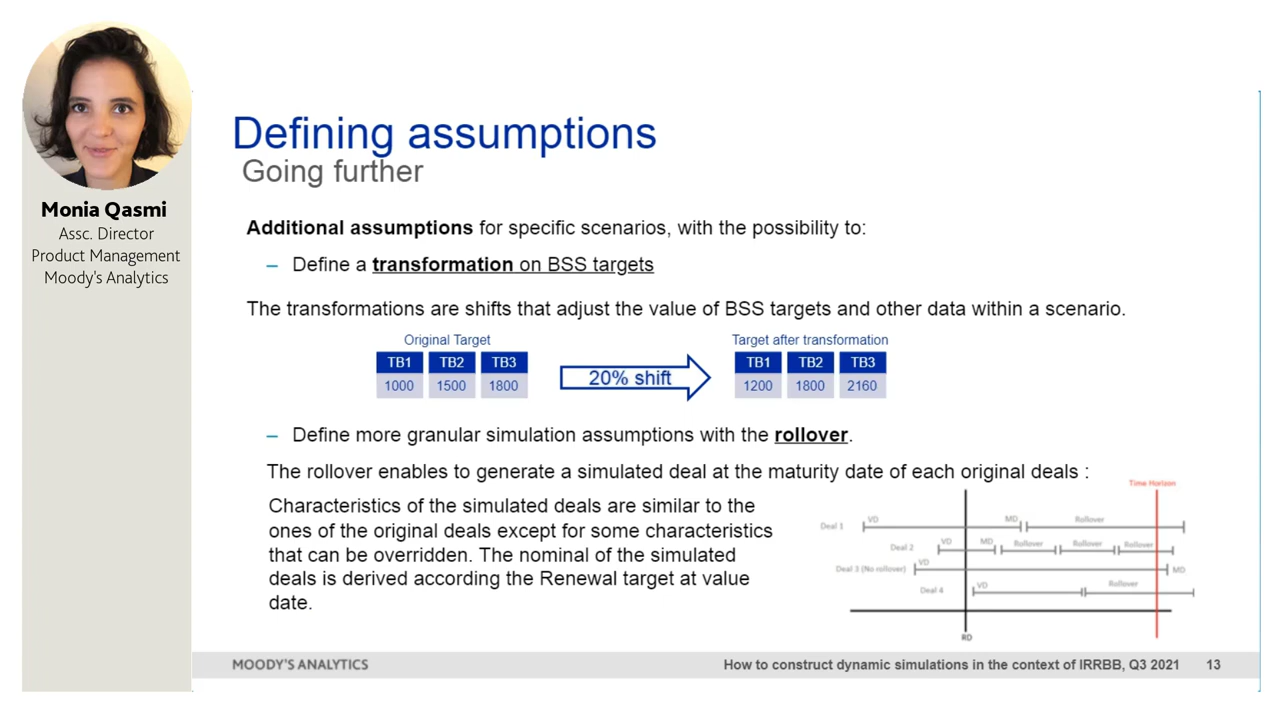 Monia Qasmi
Assc. Director
Product Management
Moody's Analytics
Defining assumptions
Going further
Additional assumptions for specific scenarios, with the possibility to:
– Define a transformation on BSS targets
The transformations are shifts that adjust the value of BSS targets and other data within a scenario.
Original Target
TB1 TB2 TB3
1000 1500 1800
20% shift
Target after transformation
TB1 TB2 TB3
1200 1800 2160
– Define more granular simulation assumptions with the rollover.
The rollover enables to generate a simulated deal at the maturity date of each original deals :
Characteristics of the simulated deals are similar to the
ones of the original deals except for some characteristics
that can be overridden. The nominal of the simulated
deals is derived according the Renewal target at value
date.
Time Horizon
Deal 1 VD MD Rollover
Deal 2 VD MD Rollover Rollover Rollover
Deal 3 (No rollover) VD MD
Deal 4 VD Rollover
RD
MOODY'S ANALYTICS
How to construct dynamic simulations in the context of IRRBB, Q3 2021 13